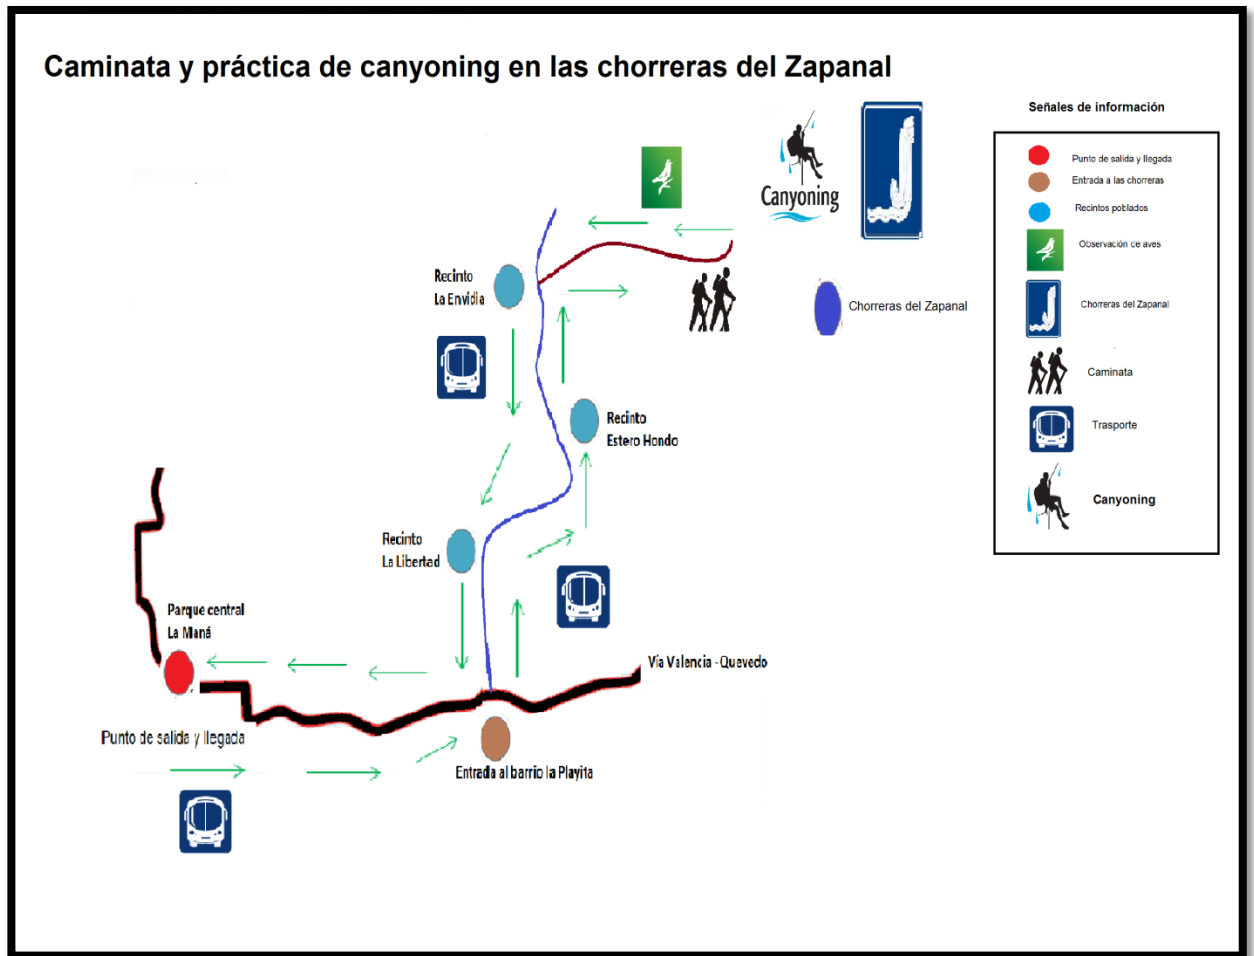 Caminata y práctica de canyoning en las chorreras del Zapanal
Señales de información
Punto de salida y llegada
Entrada a las chorreras
Recintos poblados
Observación de aves
Chorreras del Zapanal
Caminata
Trasporte
Canyoning
Canyoning
Chorreras del Zapanal
Recinto
La Envidia
Recinto
Estero Hondo
Recinto
La Libertad
Parque central
La Maná
Vía Valencia - Quevedo
Punto de salida y llegada
Entrada al barrio la Playita